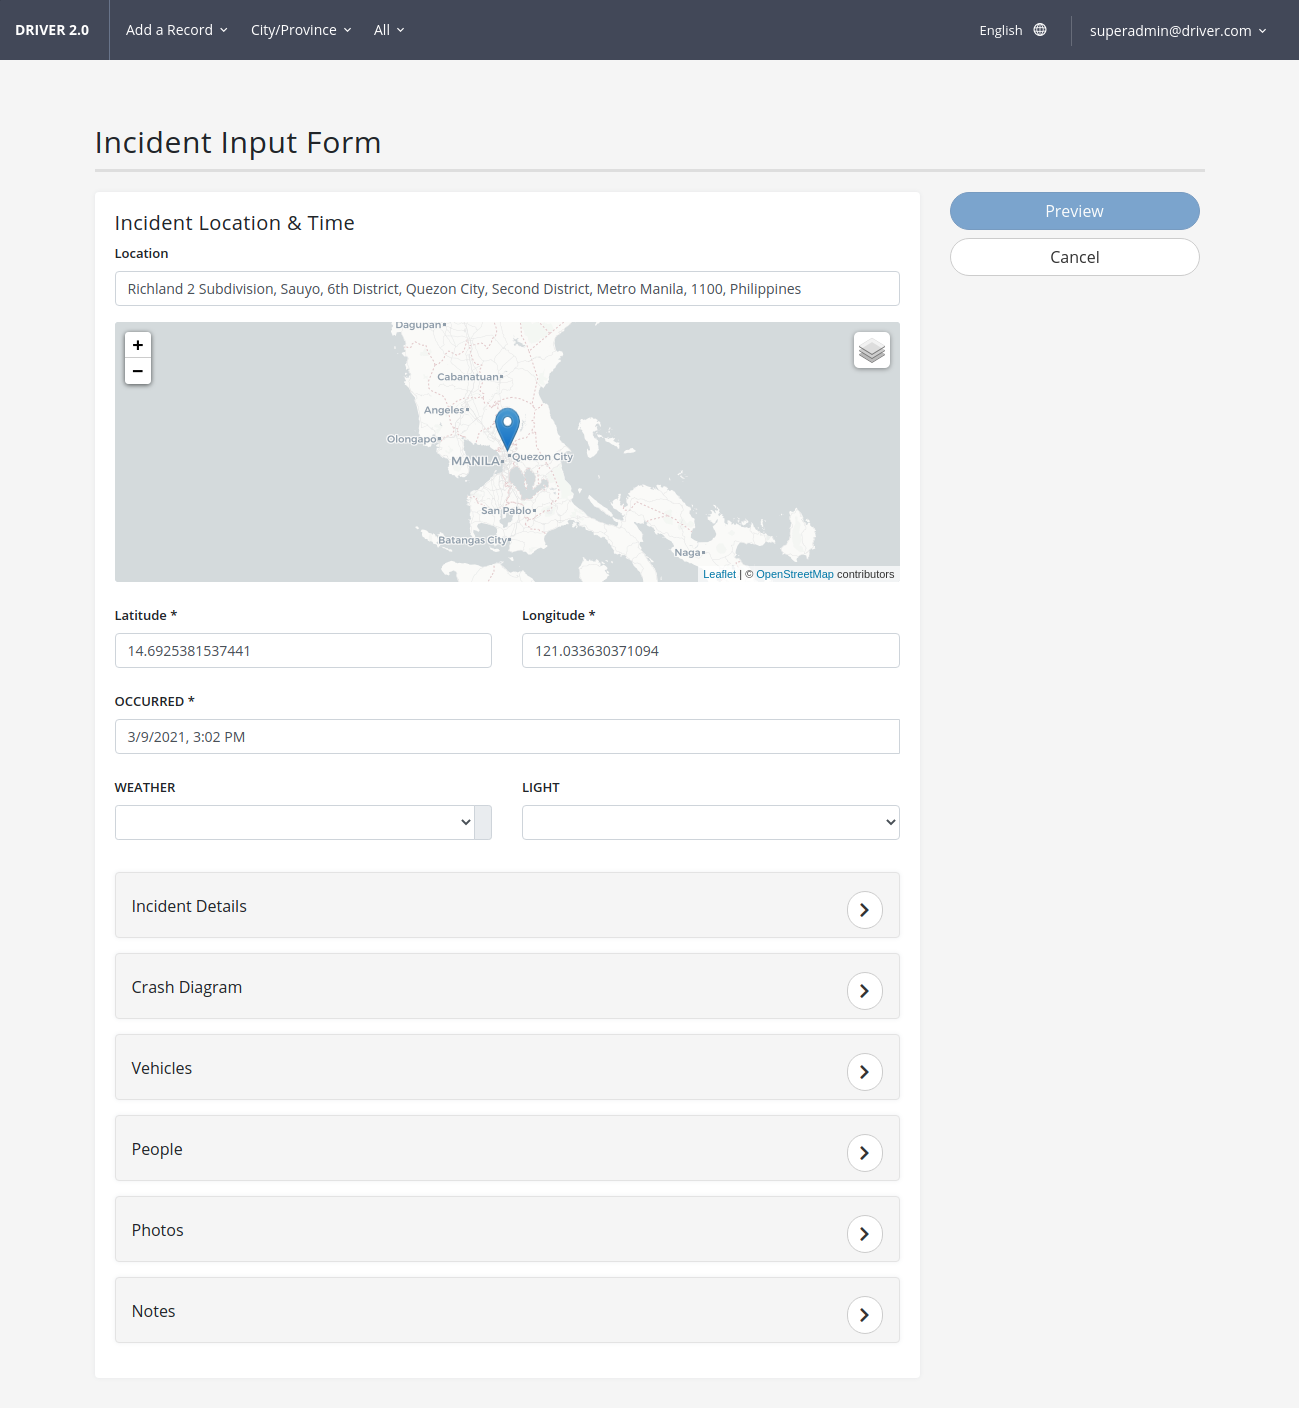 DRIVER 2.0
Add a Record
City/Province
All
English
superadmin@driver.com
Incident Input Form
Incident Location & Time
Location
Richland 2 Subdivision, Sauyo, 6th District, Quezon City, Second District, Metro Manila, 1100, Philippines
Dagupan
+
−
Cabanatuan
Angeles
Olongapo
MANILA
Quezon City
San Pablo
Batangas City
Naga
Leaflet | © OpenStreetMap contributors
Preview
Cancel
Latitude *
Longitude *
14.6925381537441
121.033630371094
OCCURRED *
3/9/2021, 3:02 PM
WEATHER
LIGHT
Incident Details
Crash Diagram
Vehicles
People
Photos
Notes